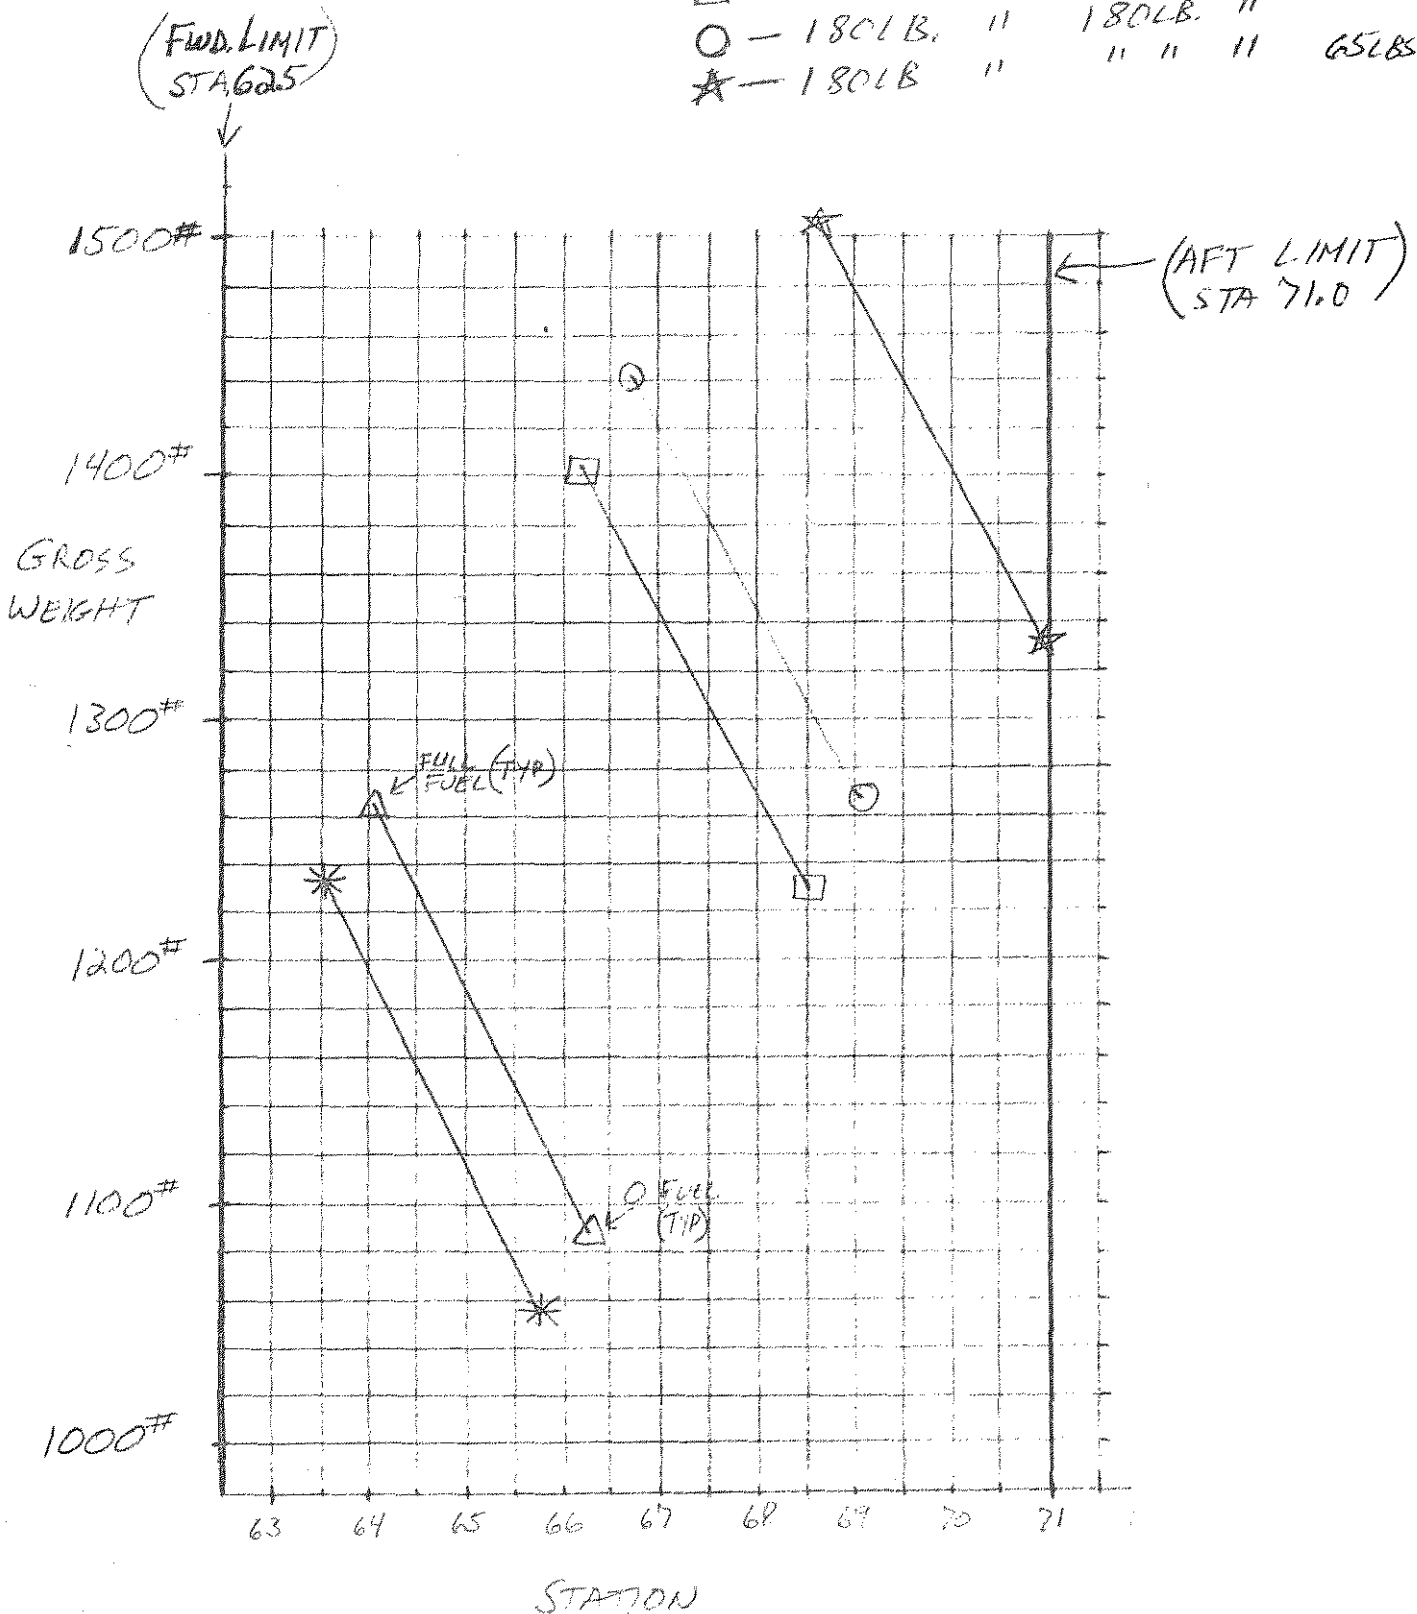 (FWD. LIMIT)
STA 62.5
○ — 180LB. " 180LB. "
☆ — 180LB " " " " 65LBS
1500#
(AFT LIMIT)
STA 71.0
1400#
GROSS
WEIGHT
1300#
FULL
FUEL (TYP)
1200#
1100#
0 FUEL
(TYP)
1000#
63 64 65 66 67 68 69 70 71
STATION